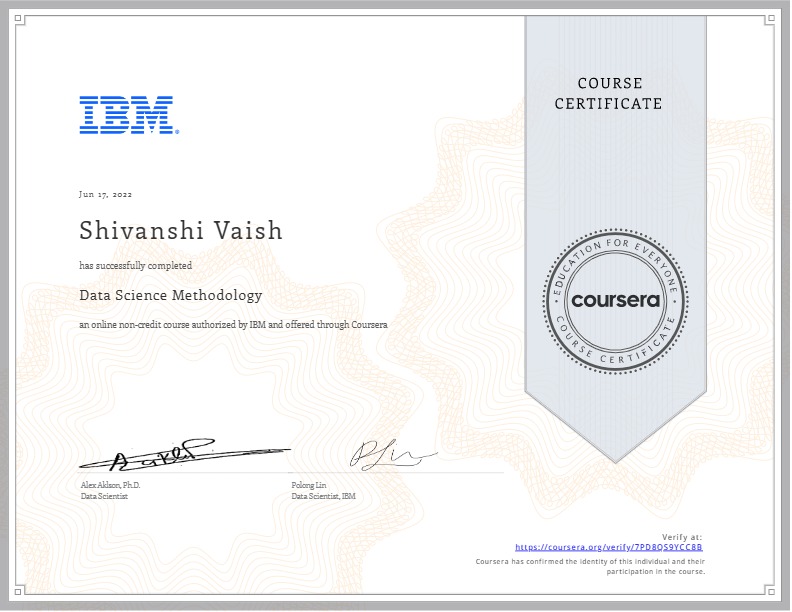 COURSE
CERTIFICATE
IBM®
Jun 17, 2022
Shivanshi Vaish
has successfully completed
Data Science Methodology
an online non-credit course authorized by IBM and offered through Coursera
EDUCATION FOR EVERYONE
coursera
COURSE CERTIFICATE
Alex Aklson, Ph.D.
Data Scientist
Polong Lin
Data Scientist, IBM
Verify at:
https://coursera.org/verify/7PD8QS9YCC8B
Coursera has confirmed the identity of this individual and their
participation in the course.